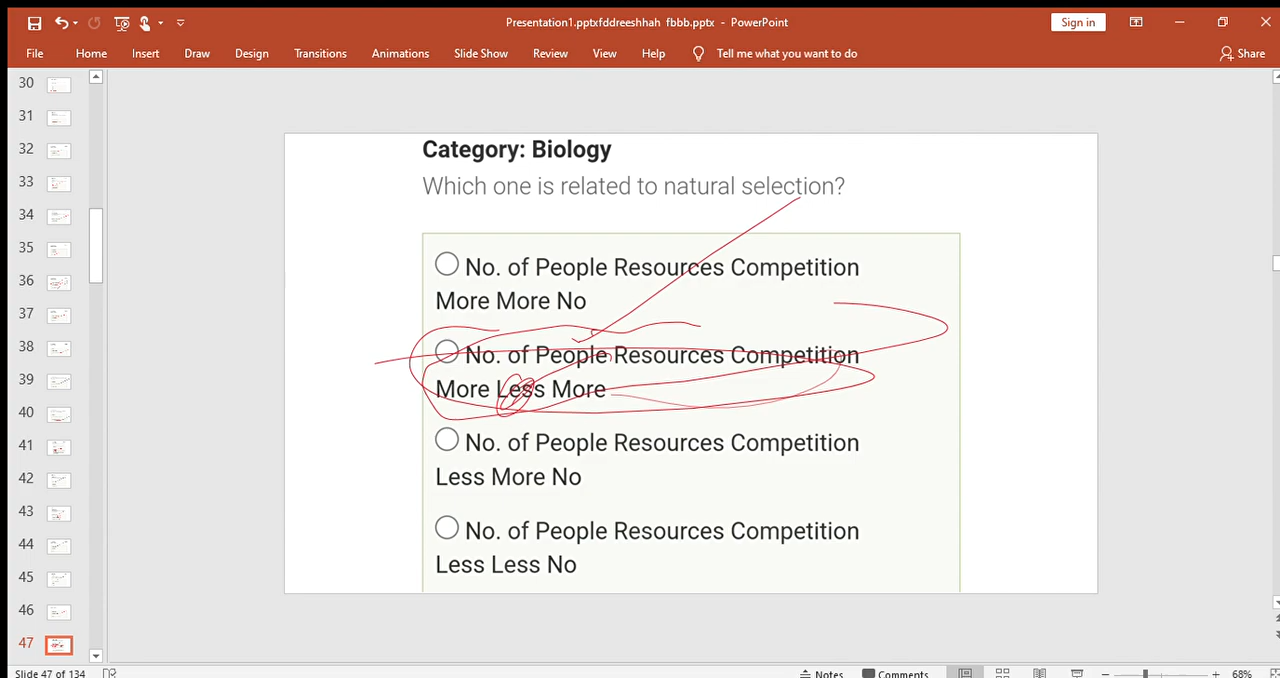 Presentation1.pptxfddreeshhah fbbb.pptx - PowerPoint
Sign in
File Home Insert Draw Design Transitions Animations Slide Show Review View Help Tell me what you want to do Share
30
31
32
33
34
35
36
37
38
39
40
41
42
43
44
45
46
47
Category: Biology
Which one is related to natural selection?
No. of People Resources Competition
More More No
No. of People Resources Competition
More Less More
No. of People Resources Competition
Less More No
No. of People Resources Competition
Less Less No
Slide 47 of 134 Notes Comments 68%